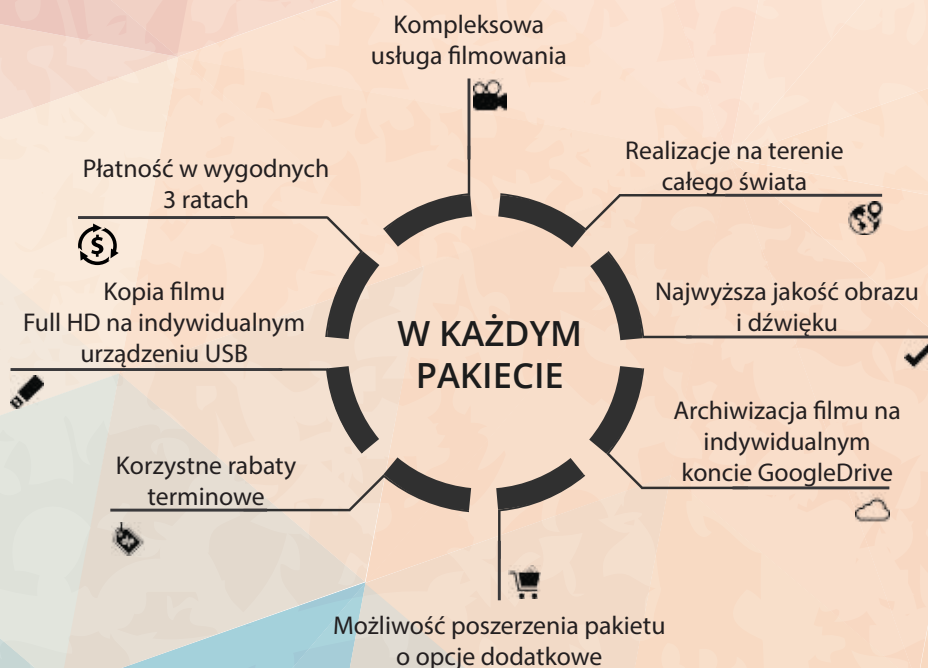 Kompleksowa
usługa filmowania
Realizacje na terenie
całego świata
Płatność w wygodnych
3 ratach
Najwyższa jakość obrazu
i dźwięku
Kopia filmu
Full HD na indywidualnym
urządzeniu USB
W KAŻDYM
PAKIECIE
Archiwizacja filmu na
indywidualnym
koncie GoogleDrive
Korzystne rabaty
terminowe
Możliwość poszerzenia pakietu
o opcje dodatkowe